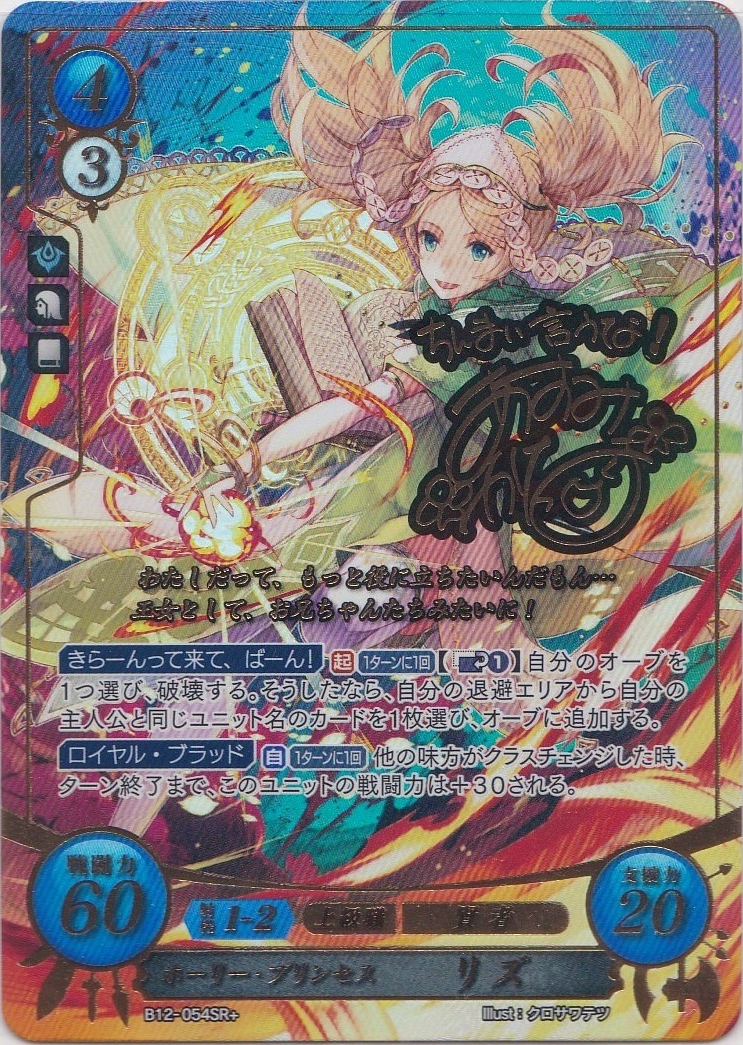 4
3
ちんまい言うな!
あすみ
わたしだって、もっと役に立ちたいんだもん…
王女として、お兄ちゃんたちみたいに!
きらーんって来て、ばーん! 起 1ターンに1回 【 1 】自分のオーブを
1つ選び、破壊する。そうしたなら、自分の退避エリアから自分の
主人公と同じユニット名のカードを1枚選び、オーブに追加する。
ロイヤル・ブラッド 自 1ターンに1回 他の味方がクラスチェンジした時、
ターン終了まで、このユニットの戦闘力は+30される。
戦闘力
60
射程 1-2 上級職 賢者
支援力
20
ホーリー・プリンセス リズ
B12-054SR+ Illust:クロサワテツ